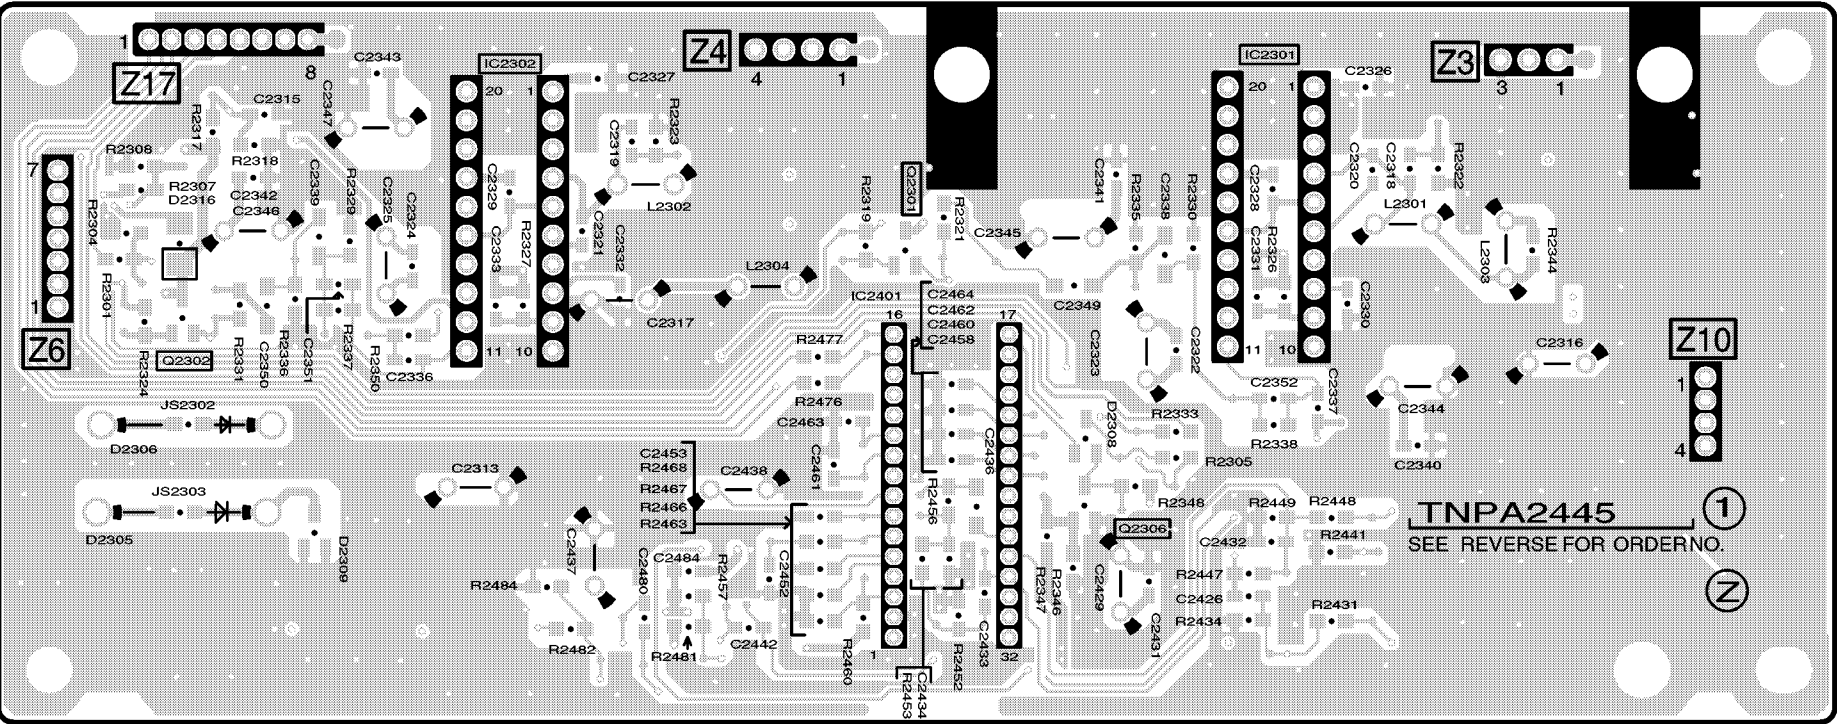 1
8
Z17
C2343
C2347
C2315
R2317
R2308
R2318
7
R2307
D2316
C2342
C2346
C2339
R2329
C2325
C2324
R2304
R2301
1
Z6
R2324
Q2302
R2331
C2350
R2336
C2351
R2337
R2350
C2336
JS2302
D2306
JS2303
D2305
D2309
IC2302
20
1
11
10
C2327
C2319
R2323
L2302
C2329
C2333
R2327
C2321
C2332
C2317
L2304
Z4
4
1
Q2301
R2319
R2321
C2345
C2341
R2335
C2338
R2330
C2349
IC2401
C2464
C2462
C2460
C2458
16
17
R2477
R2476
C2463
C2461
C2436
C2453
R2468
R2467
R2466
R2463
C2438
C2313
C2437
R2484
R2482
C2480
C2484
R2457
C2452
R2481
C2442
R2460
1
R2456
R2453
C2434
R2452
C2433
32
R2347
R2346
C2429
C2431
Q2306
D2308
R2333
R2305
R2348
C2323
C2322
IC2301
20
1
11
10
C2326
C2320
C2318
R2322
L2301
L2303
R2344
C2328
C2331
R2326
C2330
C2316
C2352
C2337
R2338
C2344
C2340
Z3
3
1
Z10
1
4
R2449
R2448
C2432
R2441
R2447
C2426
R2434
R2431
TNPA2445
1
SEE REVERSE FOR ORDER NO.
Z